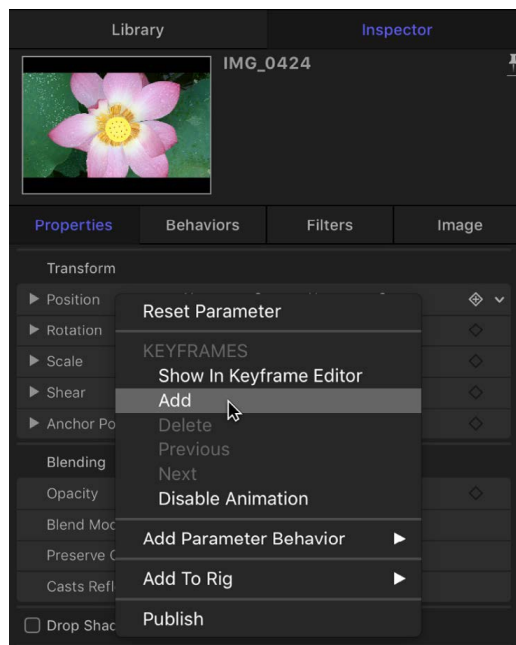 Library Inspector
IMG_0424
Properties Behaviors Filters Image
Transform
Position
Reset Parameter
Rotation
KEYFRAMES
Scale
Show In Keyframe Editor
Shear
Add
Anchor Po
Delete
Previous
Blending
Next
Opacity
Disable Animation
Blend Mod
Add Parameter Behavior
Preserve O
Casts Refl
Add To Rig
Drop Shad
Publish